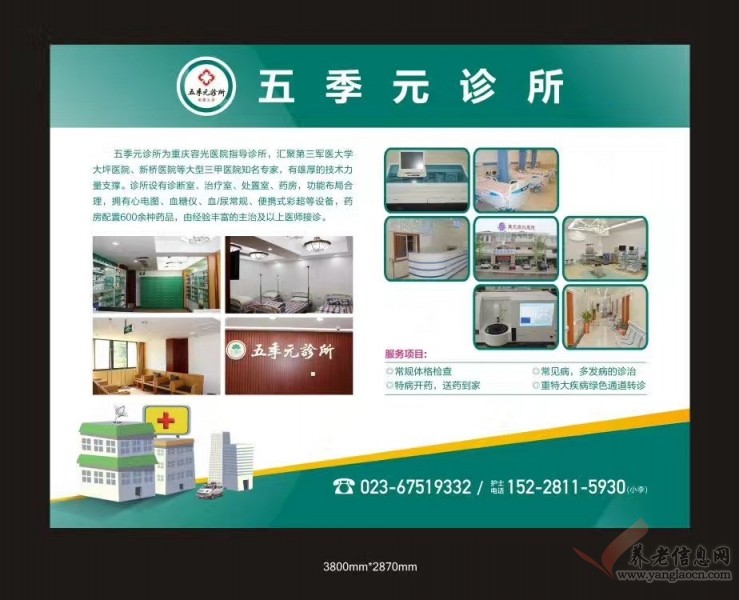 五季元诊所
五季元診所
五季元诊所为重庆容光医院指导诊所，汇聚第三军医大学
大坪医院、新桥医院等大型三甲医院知名专家，有雄厚的技术力
量支撑。诊所设有诊断室、治疗室、处置室、药房，功能布局合
理，拥有心电图、血糖仪、血/尿常规、便携式彩超等设备，药
房配置600余种药品，由经验丰富的主治及以上医师接诊。
五季元診所
服务项目:
常规体格检查
常见病，多发病的诊治
特病开药，送药到家
重特大疾病绿色通道转诊
023-67519332 / 护士电话 152-2811-5930(小李)
3800mm*2870mm
养老信息网
www.yanglaocn.com